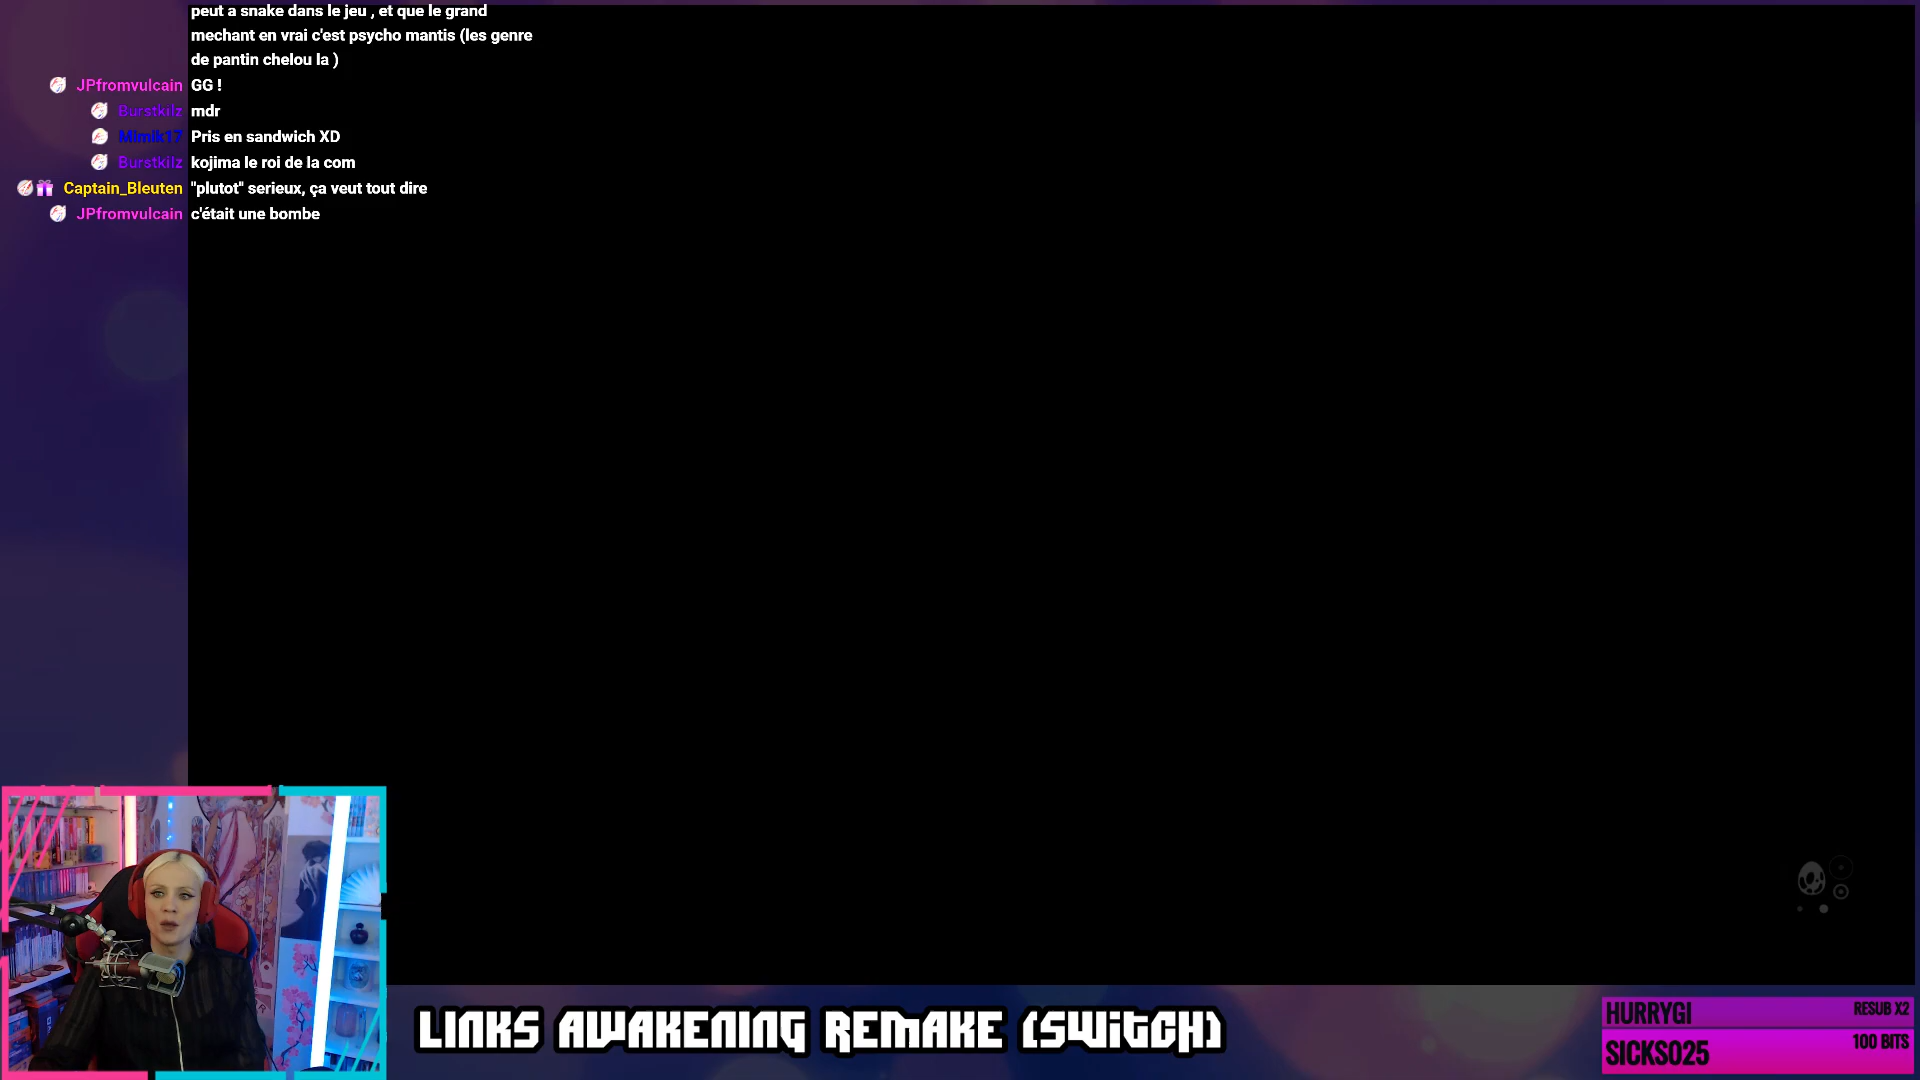 peut a snake dans le jeu , et que le grand
mechant en vrai c'est psycho mantis (les genre
de pantin chelou la )
JPfromvulcain GG !
Burstkilz mdr
Mimik17 Pris en sandwich XD
Burstkilz kojima le roi de la com
Captain_Bleuten "plutot" serieux, ça veut tout dire
JPfromvulcain c'était une bombe
LINKS AWAKENING REMAKE (SWITCH)
HURRYGI RESUB X2
SICKSO25 100 BITS